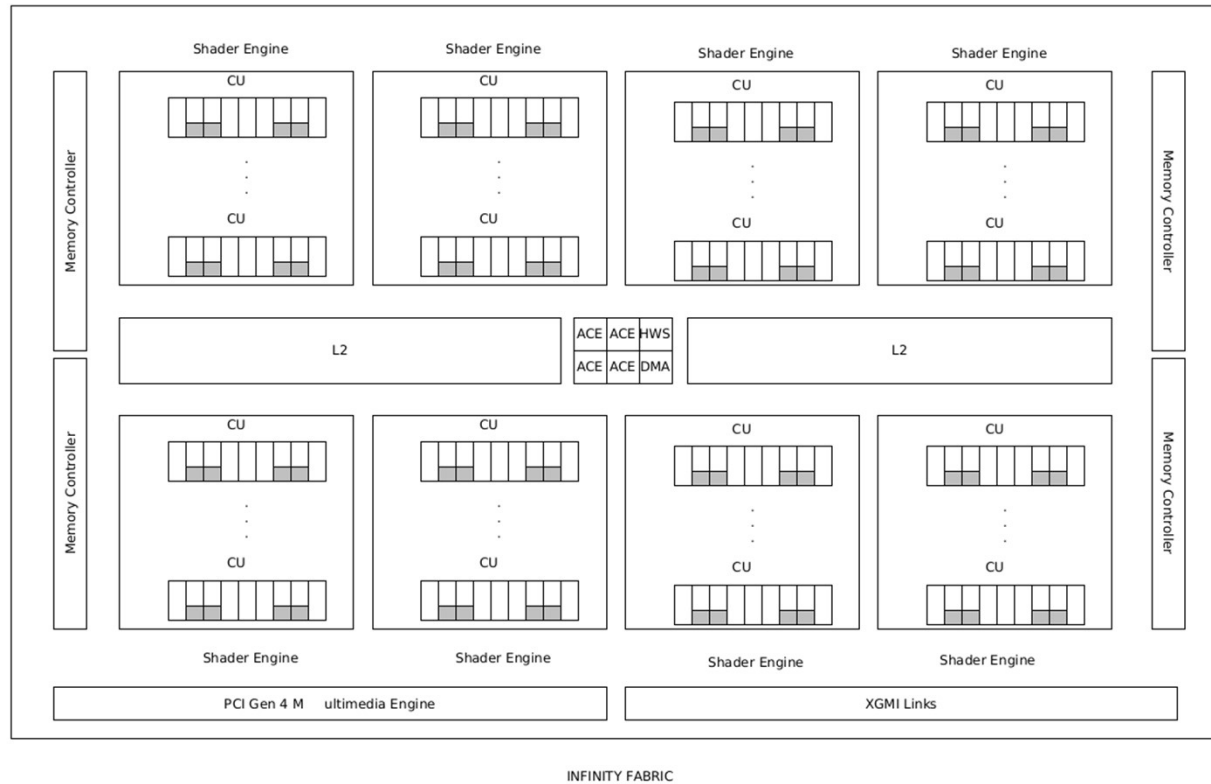 Shader Engine
Shader Engine
Shader Engine
Shader Engine
CU
CU
CU
CU
Memory Controller
Memory Controller
.
.
.
.
.
.
.
.
.
.
.
.
CU
CU
CU
CU
L2
ACE ACE HWS
ACE ACE DMA
L2
CU
CU
CU
CU
Memory Controller
Memory Controller
.
.
.
.
.
.
.
.
.
.
.
.
CU
CU
CU
CU
Shader Engine
Shader Engine
Shader Engine
Shader Engine
PCI Gen 4 M ultimedia Engine
XGMI Links
INFINITY FABRIC